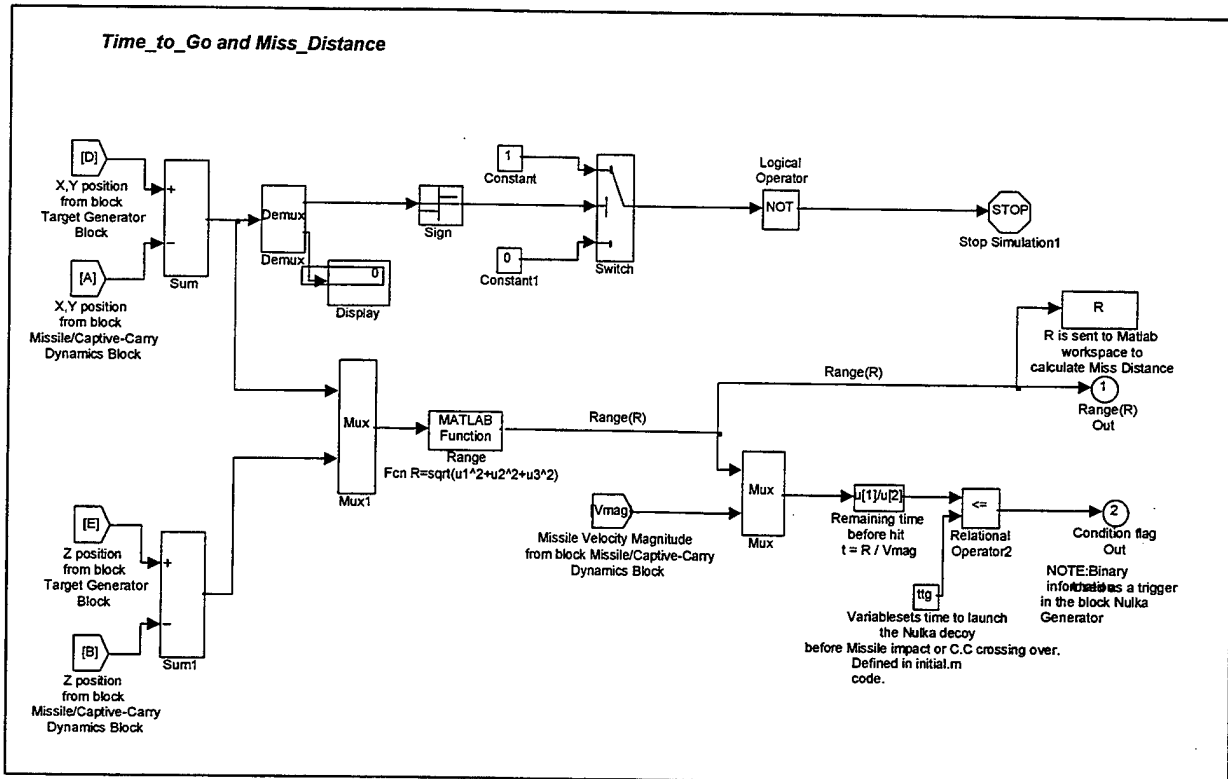 Time_to_Go and Miss_Distance
[D]
X,Y position
from block
Target Generator
Block
[A]
X,Y position
from block
Missile/Captive-Carry
Dynamics Block
+
−
Sum
Demux
Demux
0
Display
Sign
1
Constant
0
Constant1
Switch
Logical
Operator
NOT
STOP
Stop Simulation1
R
R is sent to Matlab
workspace to
calculate Miss Distance
1
Range(R)
Out
Range(R)
Mux
Mux1
MATLAB
Function
Range
Fcn R=sqrt(u1^2+u2^2+u3^2)
Range(R)
[E]
Z position
from block
Target Generator
Block
[B]
Z position
from block
Missile/Captive-Carry
Dynamics Block
+
−
Sum1
[Vmag]
Missile Velocity Magnitude
from block Missile/Captive-Carry
Dynamics Block
Mux
Mux
u[1]/u[2]
Remaining time
before hit
t = R / Vmag
<=
Relational
Operator2
ttg
Variablesets time to launch
the Nulka decoy
before Missile impact or C.C crossing over.
Defined in initial.m
code.
2
Condition flag
Out
NOTE:Binary
as a trigger
in the block Nulka
Generator